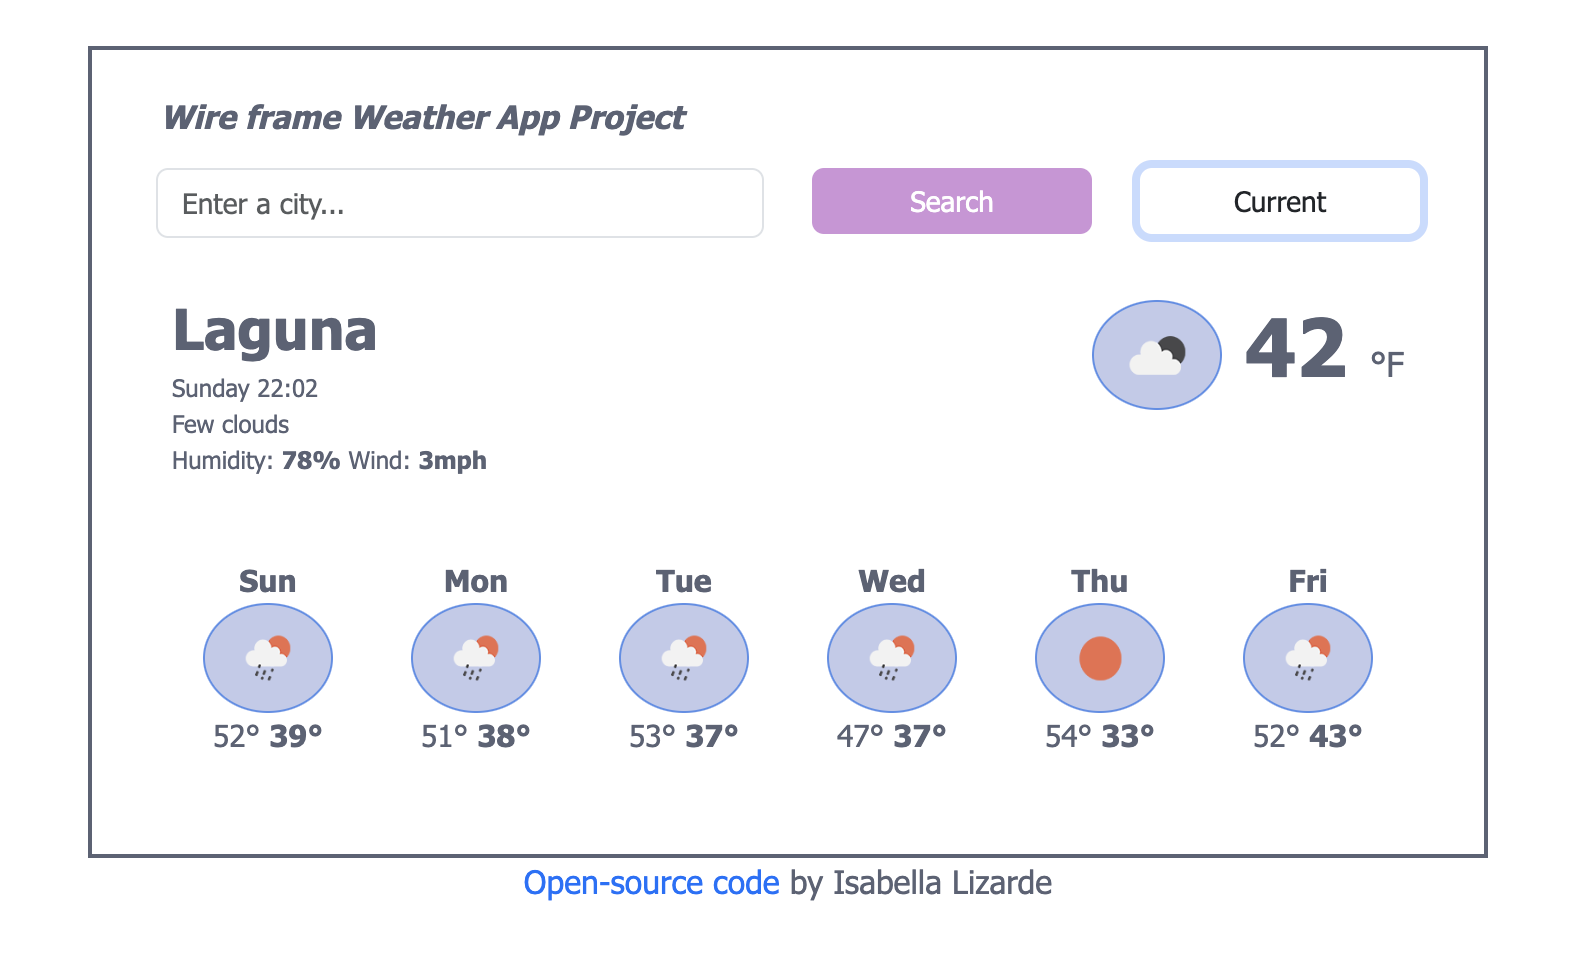 Wire frame Weather App Project
Enter a city...
Search
Current
Laguna
42 °F
Sunday 22:02
Few clouds
Humidity: 78% Wind: 3mph
Sun
Mon
Tue
Wed
Thu
Fri
52° 39°
51° 38°
53° 37°
47° 37°
54° 33°
52° 43°
Open-source code by Isabella Lizarde